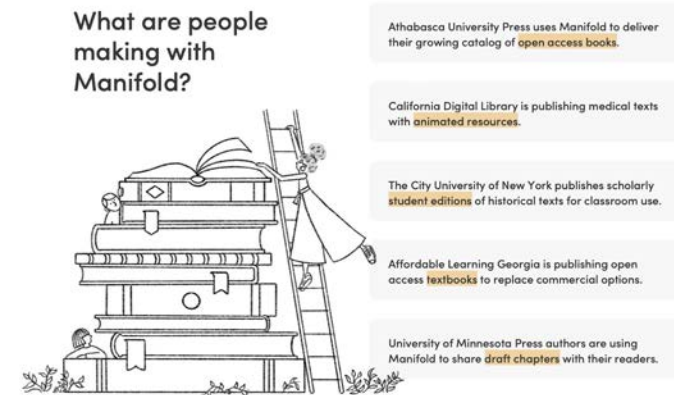 What are people
making with
Manifold?
Athabasca University Press uses Manifold to deliver
their growing catalog of open access books.
California Digital Library is publishing medical texts
with animated resources.
The City University of New York publishes scholarly
student editions of historical texts for classroom use.
Affordable Learning Georgia is publishing open
access textbooks to replace commercial options.
University of Minnesota Press authors are using
Manifold to share draft chapters with their readers.